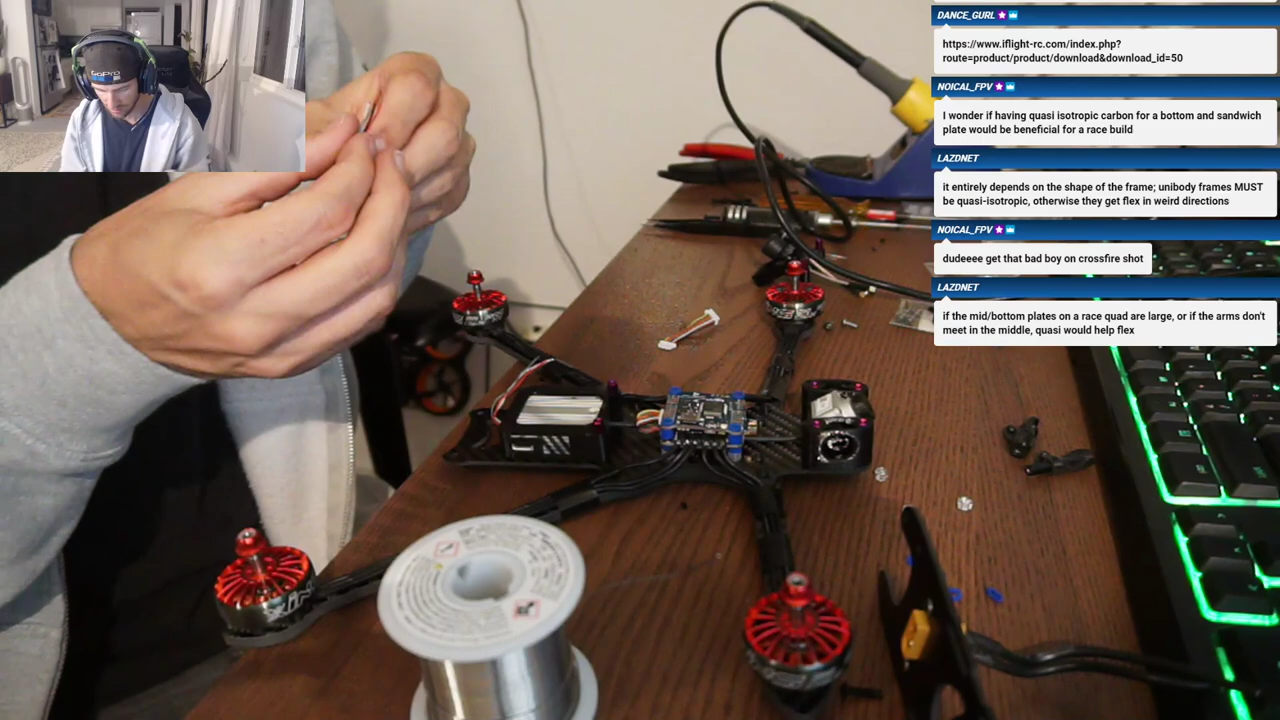 GoPro
DANCE_GURL
https://www.iflight-rc.com/index.php?
route=product/product/download&download_id=50
NOICAL_FPV
I wonder if having quasi isotropic carbon for a bottom and sandwich
plate would be beneficial for a race build
LAZDNET
it entirely depends on the shape of the frame; unibody frames MUST
be quasi-isotropic, otherwise they get flex in weird directions
NOICAL_FPV
dudeeee get that bad boy on crossfire shot
LAZDNET
if the mid/bottom plates on a race quad are large, or if the arms don't
meet in the middle, quasi would help flex